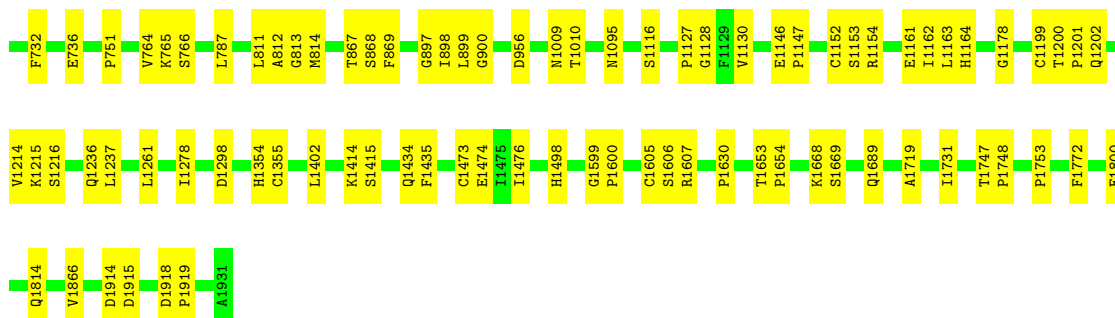 F732 E736 P751 V764 K765 S766 L787 L811 A812 G813 M814 T867 S868 F869 G897 I898 L899 G900 D956 N1009 T1010 N1095 S1116 P1127 G1128 F1129 V1130 E1146 P1147 C1152 S1153 R1154 E1161 I1162 L1163 H1164 G1178 C1199 T1200 P1201 Q1202
V1214 K1215 S1216 Q1236 L1237 L1261 I1278 D1298 H1354 C1355 L1402 K1414 S1415 Q1434 F1435 C1473 E1474 I1475 I1476 H1498 G1599 P1600 C1605 S1606 R1607 P1630 T1653 P1654 K1668 S1669 Q1689 A1719 I1731 T1747 P1748 P1753 F1772
Q1814 V1866 D1914 D1915 D1918 P1919 A1931